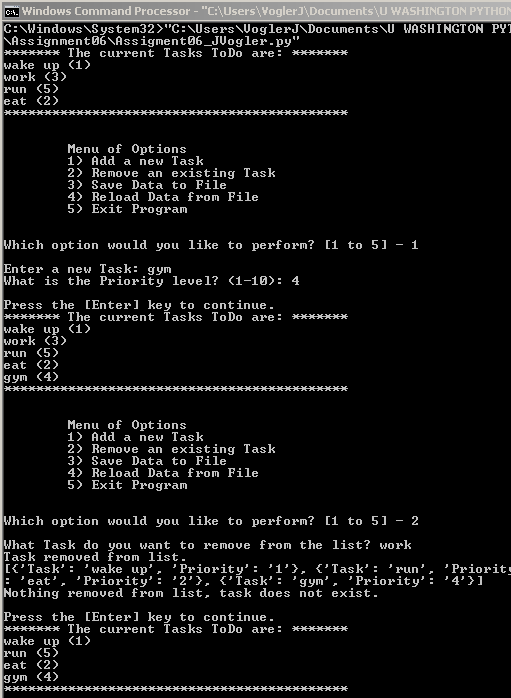 Windows Command Processor - "C:\Users\VoglerJ\Documents\U WASHINGTON PYTHON
C:\Windows\System32>"C:\Users\VoglerJ\Documents\U WASHINGTON PYT
\Assignment06\Assigment06_JVogler.py"
******* The current Tasks ToDo are: *******
wake up (1)
work (3)
run (5)
eat (2)
*******************************************
Menu of Options
1) Add a new Task
2) Remove an existing Task
3) Save Data to File
4) Reload Data from File
5) Exit Program
Which option would you like to perform? [1 to 5] - 1
Enter a new Task: gym
What is the Priority level? (1-10): 4
Press the [Enter] key to continue.
******* The current Tasks ToDo are: *******
wake up (1)
work (3)
run (5)
eat (2)
gym (4)
*******************************************
Menu of Options
1) Add a new Task
2) Remove an existing Task
3) Save Data to File
4) Reload Data from File
5) Exit Program
Which option would you like to perform? [1 to 5] - 2
What Task do you want to remove from the list? work
Task removed from list.
[{'Task': 'wake up', 'Priority': '1'}, {'Task': 'run', 'Priority
: 'eat', 'Priority': '2'}, {'Task': 'gym', 'Priority': '4'}]
Nothing removed from list, task does not exist.
Press the [Enter] key to continue.
******* The current Tasks ToDo are: *******
wake up (1)
run (5)
eat (2)
gym (4)
*******************************************